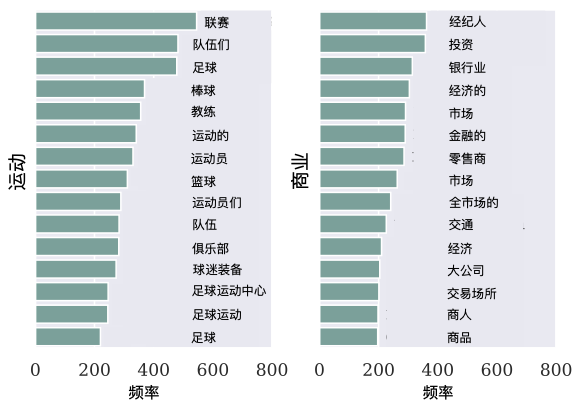 运动
联赛
队伍们
足球
棒球
教练
运动的
运动员
篮球
运动员们
队伍
俱乐部
球迷装备
足球运动中心
足球运动
足球
0 200 400 600 800
频率
商业
经纪人
投资
银行业
经济的
市场
金融的
零售商
市场
全市场的
交通
经济
大公司
交易场所
商人
商品
0 200 400 600 800
频率